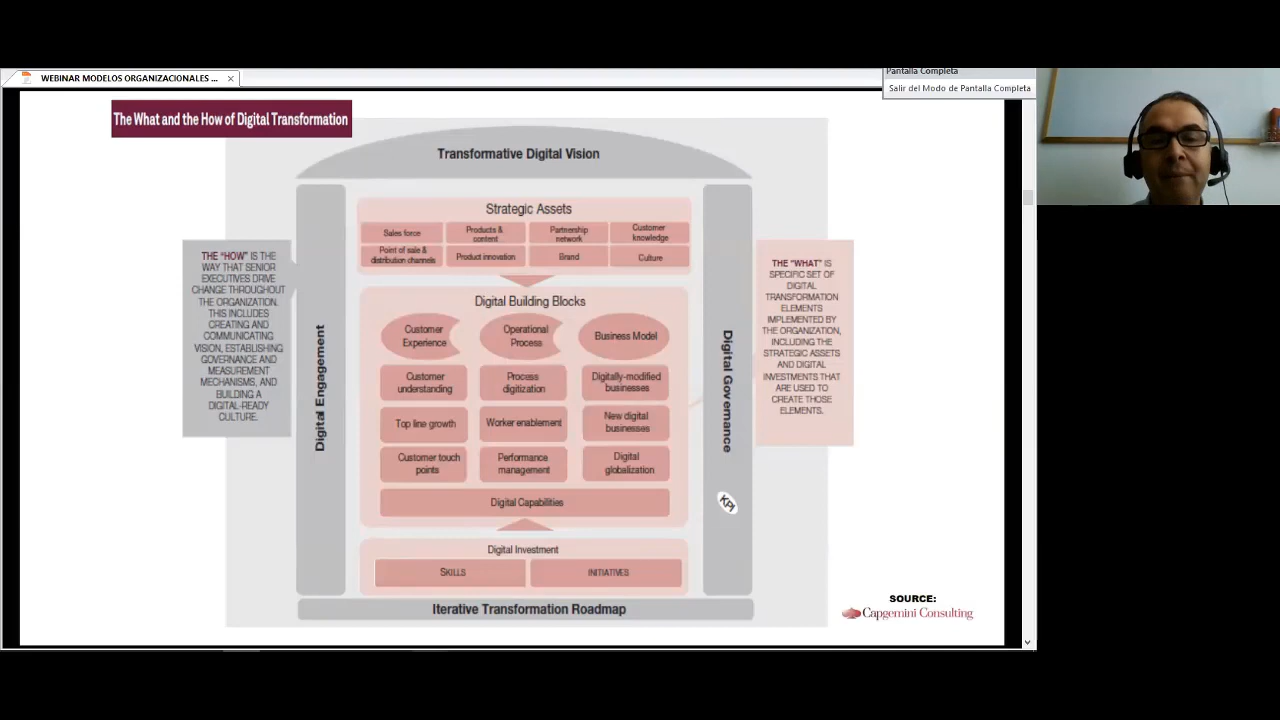 WEBINAR MODELOS ORGANIZACIONALES ...
Pantalla Completa
Salir del Modo de Pantalla Completa
The What and the How of Digital Transformation
Transformative Digital Vision
THE "HOW" IS THE
WAY THAT SENIOR
EXECUTIVES DRIVE
CHANGE THROUGHOUT
THE ORGANIZATION.
THIS INCLUDES
CREATING AND
COMMUNICATING
VISION, ESTABLISHING
GOVERNANCE AND
MEASUREMENT
MECHANISMS, AND
BUILDING A
DIGITAL-READY
CULTURE.
Digital Engagement
Strategic Assets
Sales force
Products &
content
Partnership
network
Customer
knowledge
Point of sale &
distribution channels
Product innovation
Brand
Culture
Digital Building Blocks
Customer
Experience
Operational
Process
Business Model
Customer
understanding
Process
digitization
Digitally-modified
businesses
Top line growth
Worker enablement
New digital
businesses
Customer touch
points
Performance
management
Digital
globalization
Digital Capabilities
Digital Investment
SKILLS
INITIATIVES
Digital Governance
KPI
THE "WHAT" IS
SPECIFIC SET OF
DIGITAL
TRANSFORMATION
ELEMENTS
IMPLEMENTED BY
THE ORGANIZATION,
INCLUDING THE
STRATEGIC ASSETS
AND DIGITAL
INVESTMENTS THAT
ARE USED TO
CREATE THOSE
ELEMENTS.
Iterative Transformation Roadmap
SOURCE:
Capgemini Consulting